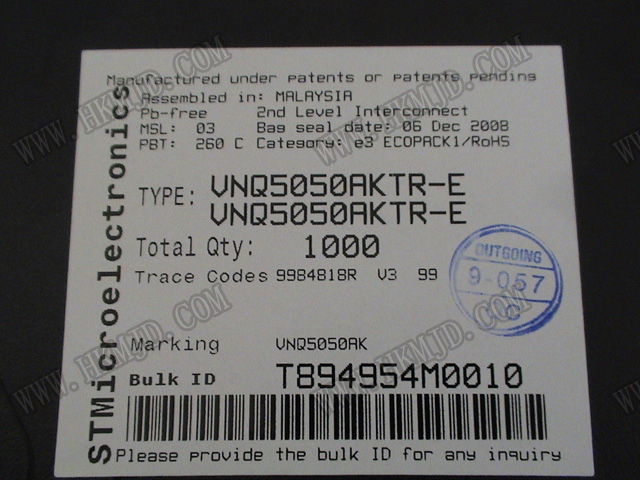 Manufactured under patents or patents pending
Assembled in: MALAYSIA
Pb-free 2nd Level Interconnect
MSL: 03 Bag seal date: 06 Dec 2008
PBT: 260 C Category: e3 ECOPACK1/RoHS
TYPE: VNQ5050AKTR-E
VNQ5050AKTR-E
Total Qty: 1000
Trace Codes 9984818R V3 99
OUTGOING
9-057
C
Marking VNQ5050AK
Bulk ID T894954M0010
Please provide the bulk ID for any inquiry
STMicroelectronics
WWW.HKMJD.COM
WWW.HKMJD.COM
WWW.HKMJD.COM
WWW.HKMJD.COM